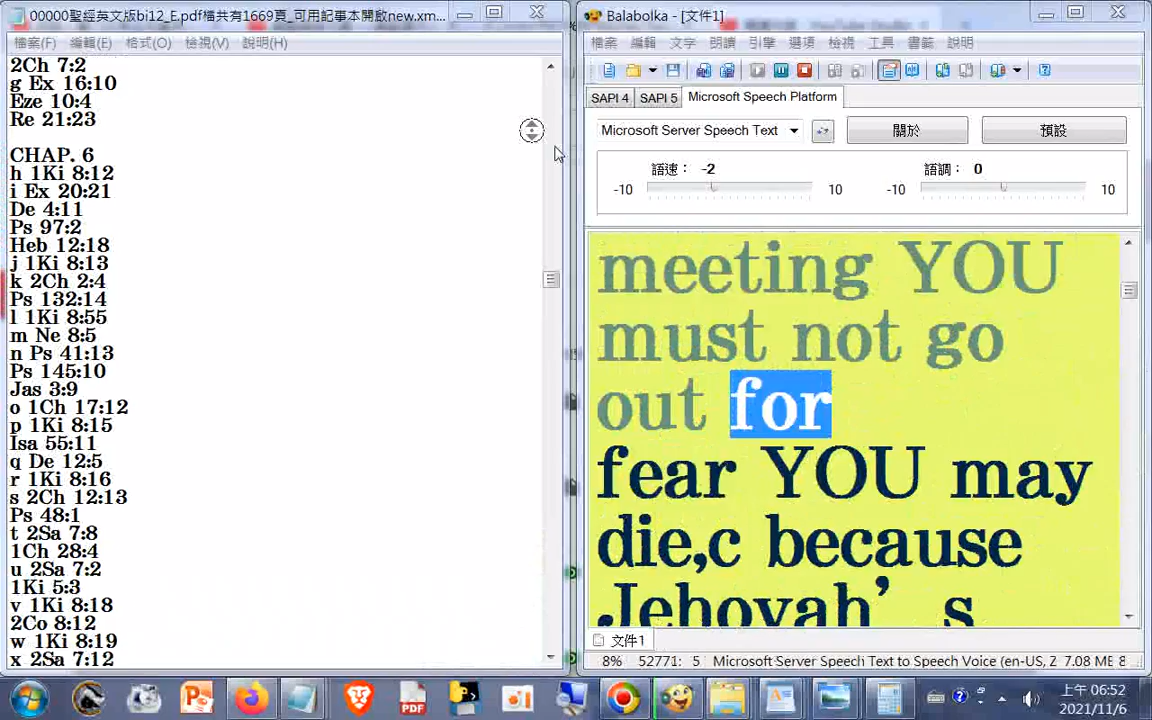 00000聖經英文版bi12_E.pdf檔共有1669頁_可用記事本開啟new.xm...
檔案(F) 編輯(E) 格式(O) 檢視(V) 說明(H)
2Ch 7:2
g Ex 16:10
Eze 10:4
Re 21:23
CHAP. 6
h 1Ki 8:12
i Ex 20:21
De 4:11
Ps 97:2
Heb 12:18
j 1Ki 8:13
k 2Ch 2:4
Ps 132:14
l 1Ki 8:55
m Ne 8:5
n Ps 41:13
Ps 145:10
Jas 3:9
o 1Ch 17:12
p 1Ki 8:15
Isa 55:11
q De 12:5
r 1Ki 8:16
s 2Ch 12:13
Ps 48:1
t 2Sa 7:8
1Ch 28:4
u 2Sa 7:2
1Ki 5:3
v 1Ki 8:18
2Co 8:12
w 1Ki 8:19
x 2Sa 7:12
Balabolka - [文件1]
檔案 編輯 文字 朗讀 引擎 選項 檢視 工具 書籤 說明
SAPI 4 SAPI 5 Microsoft Speech Platform
Microsoft Server Speech Text 關於 預設
語速： -2 語調： 0
-10 10 -10 10
meeting YOU
must not go
out for
fear YOU may
die,c because
Jehovah’s
文件1
8% 52771: 5 Microsoft Server Speech Text to Speech Voice (en-US, Z 7.08 ME 8
PDF
上午 06:52
2021/11/6